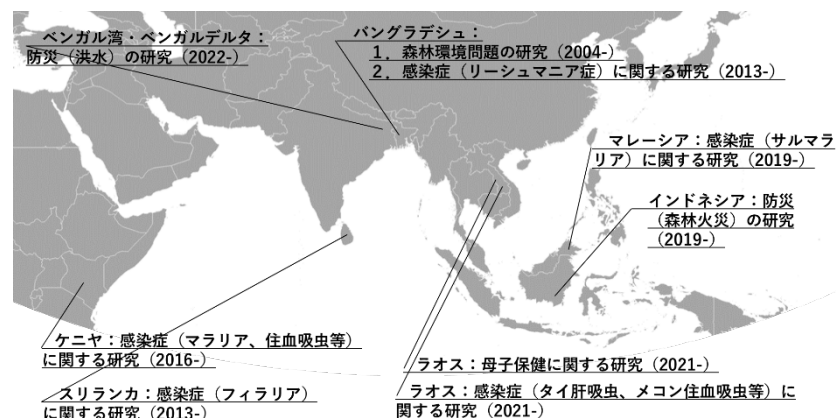 ベンガル湾・ベンガルデルタ：
防災（洪水）の研究（2022-）
バングラデシュ：
１．森林環境問題の研究（2004-）
２．感染症（リーシュマニア症）に関する研究（2013-）
マレーシア：感染症（サルマラ
リア）に関する研究（2019-）
インドネシア：防災
（森林火災）の研究
（2019-）
ケニヤ：感染症（マラリア、住血吸虫等）
に関する研究（2016-）
スリランカ：感染症（フィラリア）
に関する研究（2013-）
ラオス：母子保健に関する研究（2021-）
ラオス：感染症（タイ肝吸虫、メコン住血吸虫等）に
関する研究（2021-）